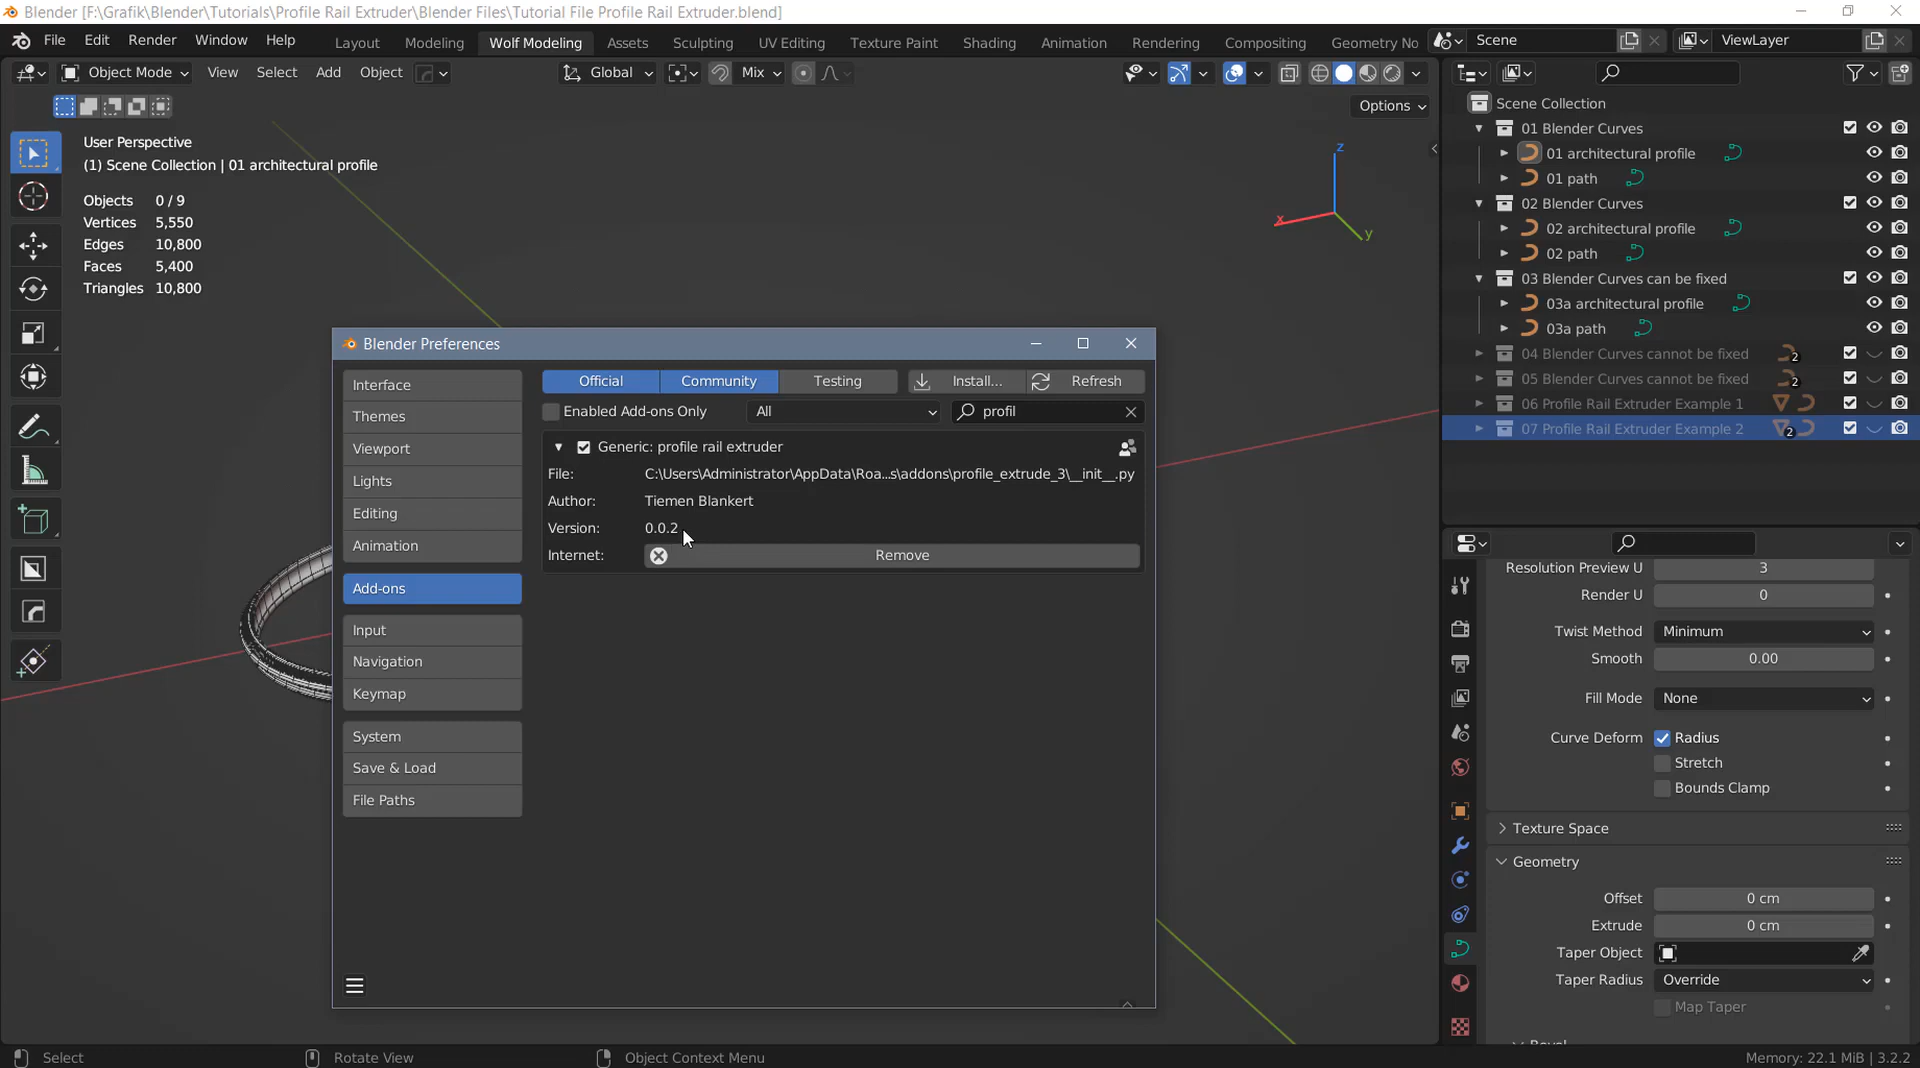 Blender [F:\Grafik\Blender\Tutorials\Profile Rail Extruder\Blender Files\Tutorial File Profile Rail Extruder.blend]
File Edit Render Window Help Layout Modeling Wolf Modeling Assets Sculpting UV Editing Texture Paint Shading Animation Rendering Compositing Geometry No Scene ViewLayer
Object Mode View Select Add Object Global Mix
Options
User Perspective
(1) Scene Collection | 01 architectural profile
Objects 0 / 9
Vertices 5,550
Edges 10,800
Faces 5,400
Triangles 10,800
z
x
y
Blender Preferences
Interface
Themes
Viewport
Lights
Editing
Animation
Add-ons
Input
Navigation
Keymap
System
Save & Load
File Paths
Official Community Testing Install... Refresh
Enabled Add-ons Only All profil
Generic: profile rail extruder
File: C:\Users\Administrator\AppData\Roa...s\addons\profile_extrude_3\__init__.py
Author: Tiemen Blankert
Version: 0.0.2
Internet: Remove
Scene Collection
01 Blender Curves
01 architectural profile
01 path
02 Blender Curves
02 architectural profile
02 path
03 Blender Curves can be fixed
03a architectural profile
03a path
04 Blender Curves cannot be fixed 2
05 Blender Curves cannot be fixed 2
06 Profile Rail Extruder Example 1
07 Profile Rail Extruder Example 2 2
Resolution Preview U 3
Render U 0
Twist Method Minimum
Smooth 0.00
Fill Mode None
Curve Deform Radius
Stretch
Bounds Clamp
Texture Space
Geometry
Offset 0 cm
Extrude 0 cm
Taper Object
Taper Radius Override
Map Taper
Bevel
Select Rotate View Object Context Menu Memory: 22.1 MiB | 3.2.2